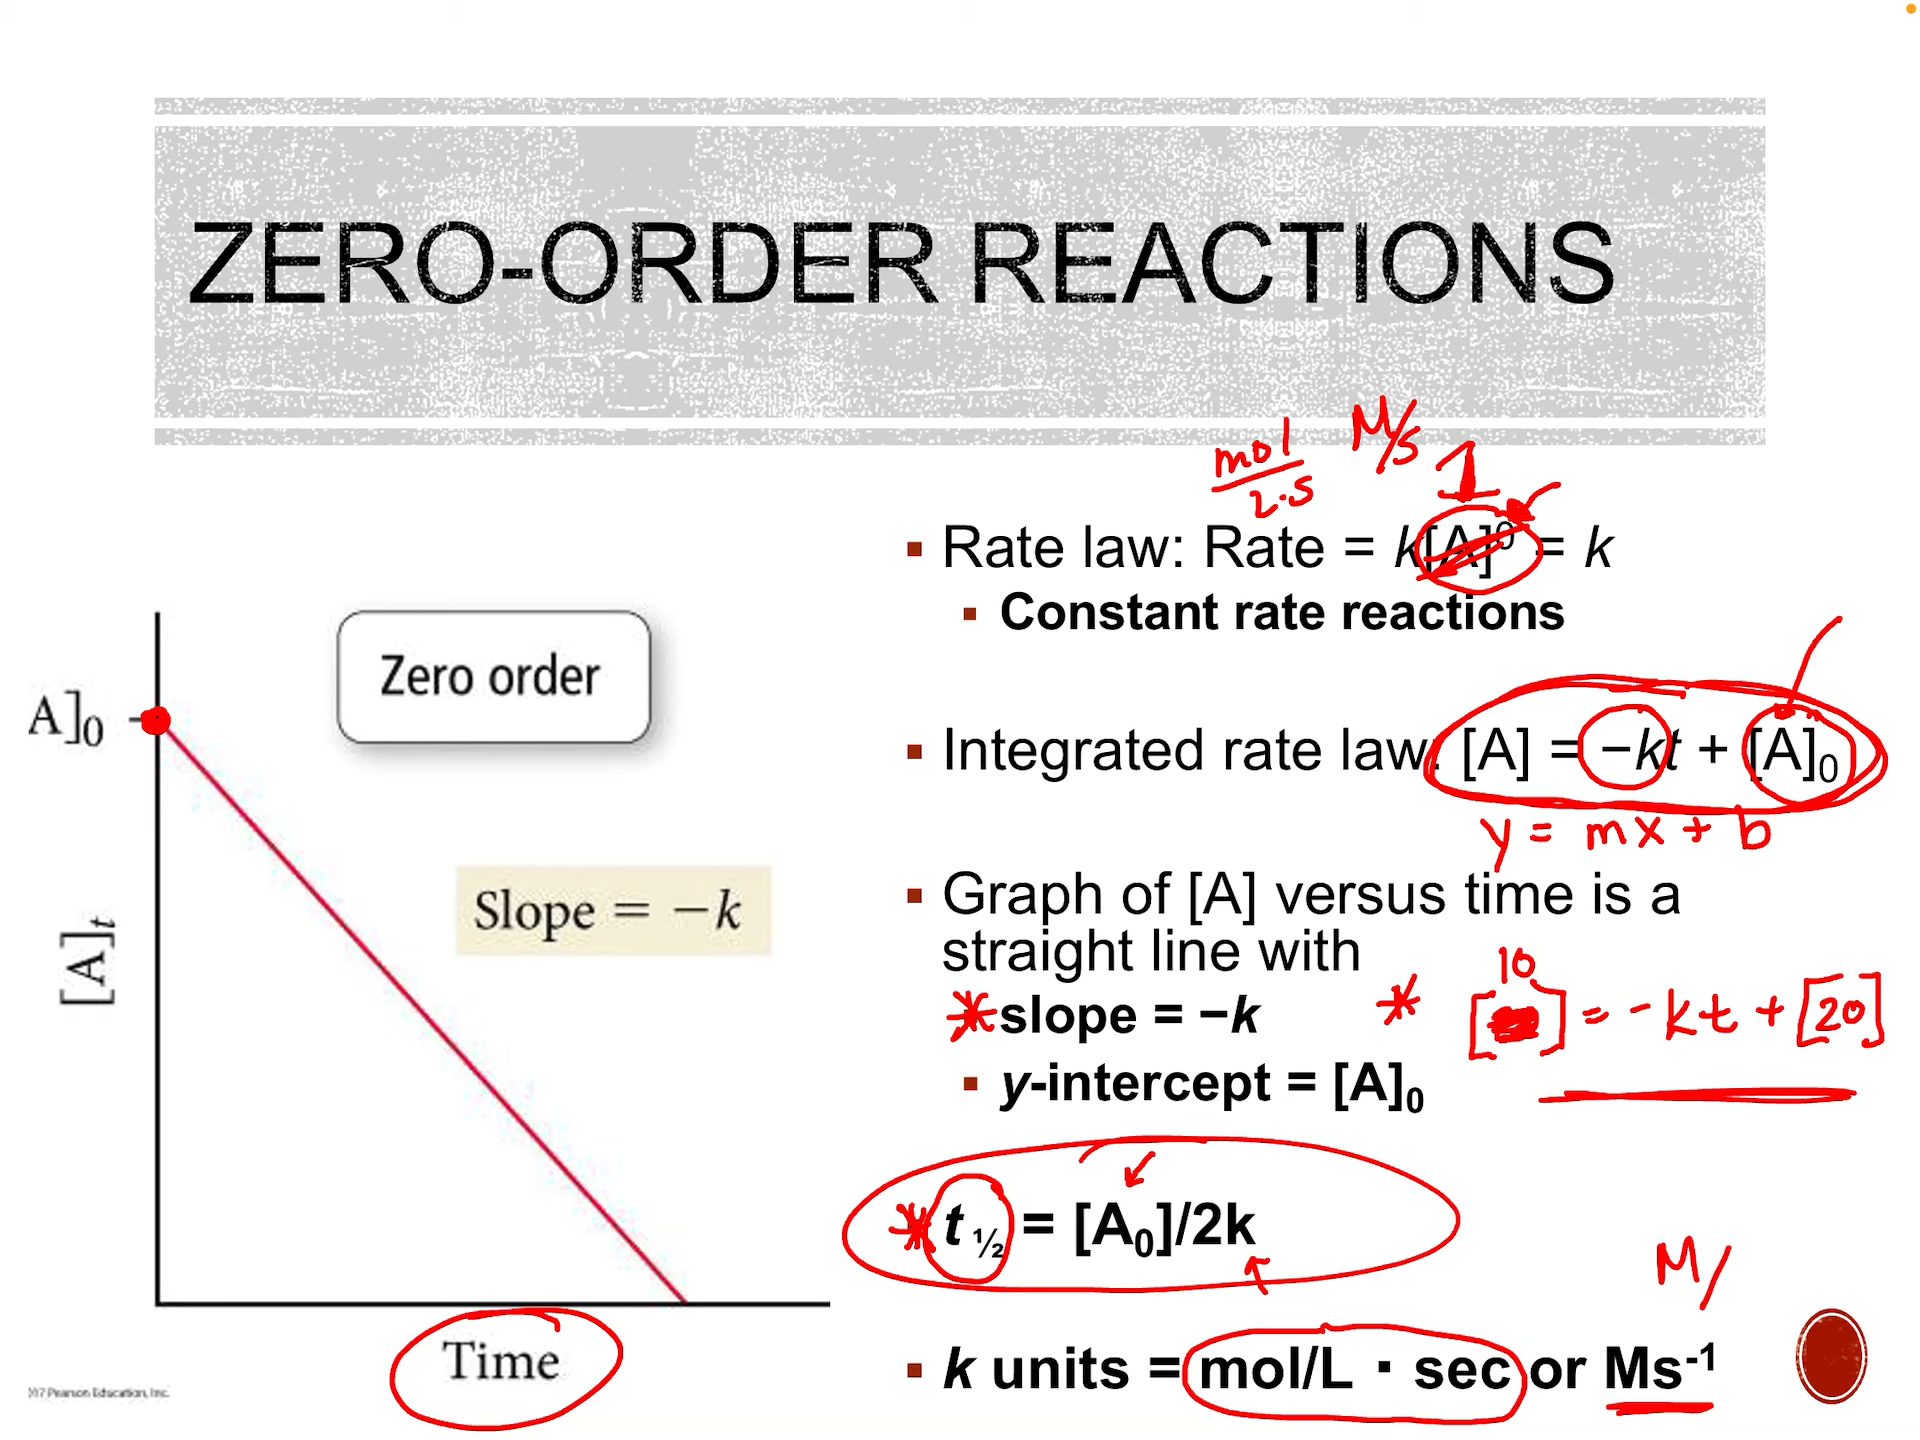 ZERO-ORDER REACTIONS
mol/L·s M/s 1
▪ Rate law: Rate = k[A]⁰ = k
▪ Constant rate reactions
▪ Integrated rate law: [A] = −kt + [A]₀
y = mx + b
▪ Graph of [A] versus time is a
straight line with
* slope = −k
* [10] = -kt + [20]
▪ y-intercept = [A]₀
* t ½ = [A₀]/2k
M/
▪ k units = mol/L · sec or Ms⁻¹
Zero order
A]₀
Slope = −k
[A]ₜ
Time
017 Pearson Education, Inc.